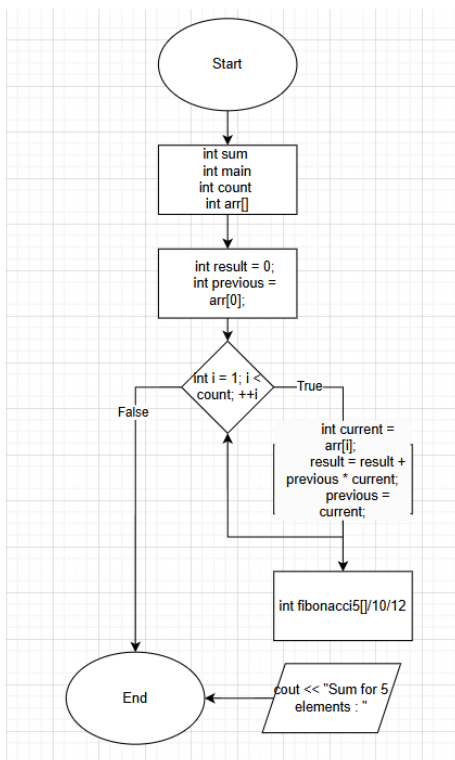 Start
int sum
int main
int count
int arr[]
int result = 0;
int previous =
arr[0];
int i = 1; i <
count; ++i
True
False
int current =
arr[i];
result = result +
previous * current;
previous =
current;
int fibonacci5[]/10/12
cout << "Sum for 5
elements : "
End